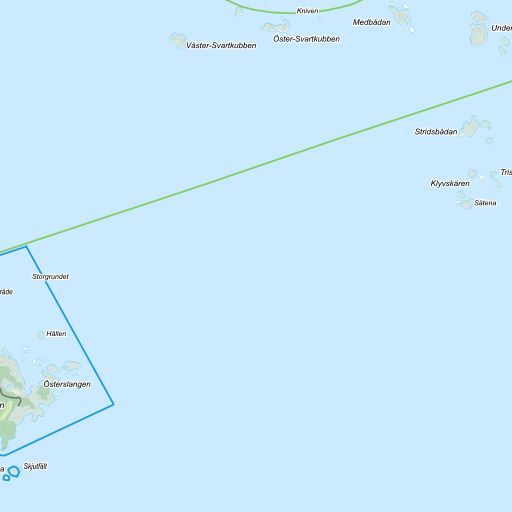 Kniven
Medbådan
Under
Öster-Svartkubben
Väster-Svartkubben
Stridsbådan
Tris
Klyvskären
Sätena
Storgrundet
råde
Hällen
Österslangen
n
Skjutfält
a